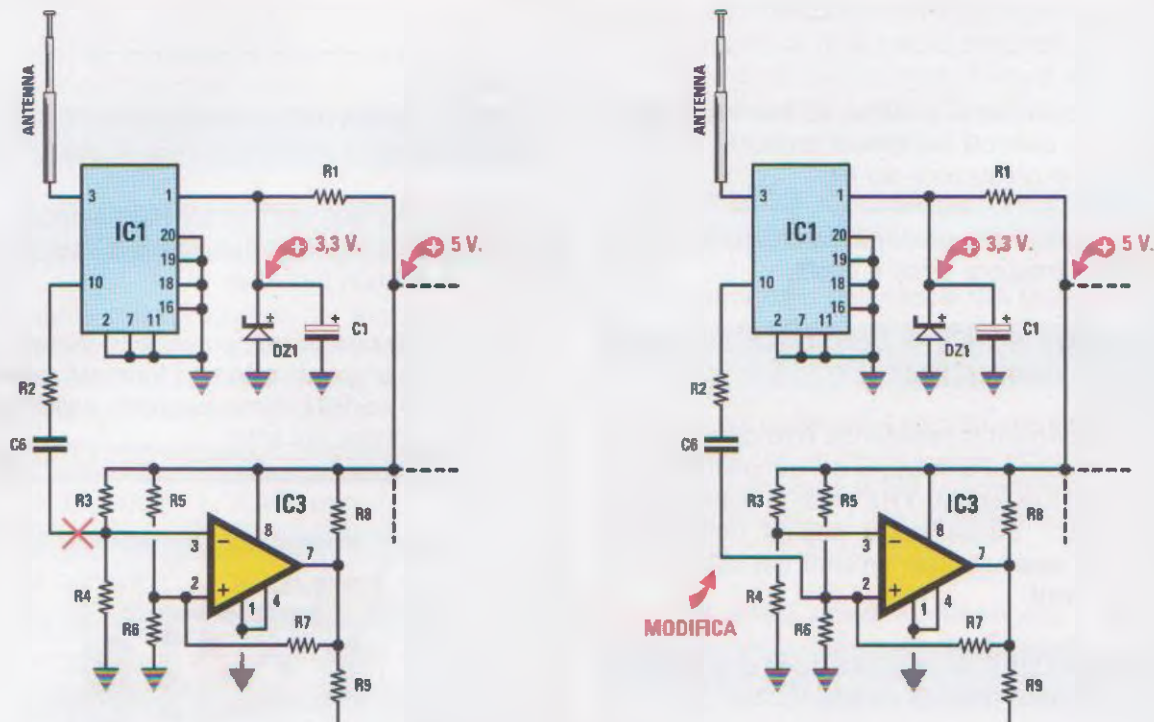 ANTENNA
R1
3
1
IC1
20
19
18
16
10
2
7
11
+ 3,3 V.
+ 5 V.
+
DZ1
+
C1
R2
C6
R3
R5
IC3
R8
3
−
8
7
2
+
1
4
R4
R6
R7
R9
ANTENNA
R1
3
1
IC1
20
19
18
16
10
2
7
11
+ 3,3 V.
+ 5 V.
+
DZ1
+
C1
R2
C6
R3
R5
IC3
R8
3
−
8
7
2
+
1
4
R4
MODIFICA
R6
R7
R9